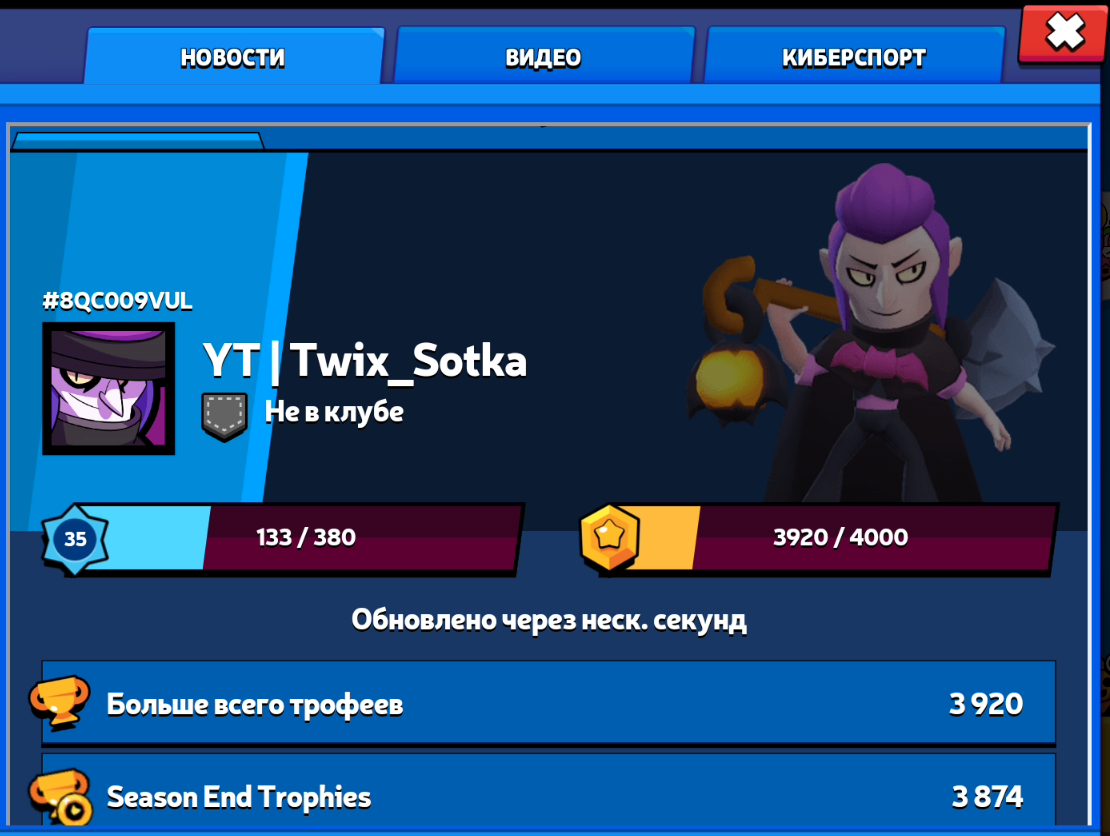 НОВОСТИ
ВИДЕО
КИБЕРСПОРТ
#8QC009VUL
YT | Twix_Sotka
Не в клубе
35
133 / 380
3920 / 4000
Обновлено через неск. секунд
Больше всего трофеев
3 920
Season End Trophies
3 874